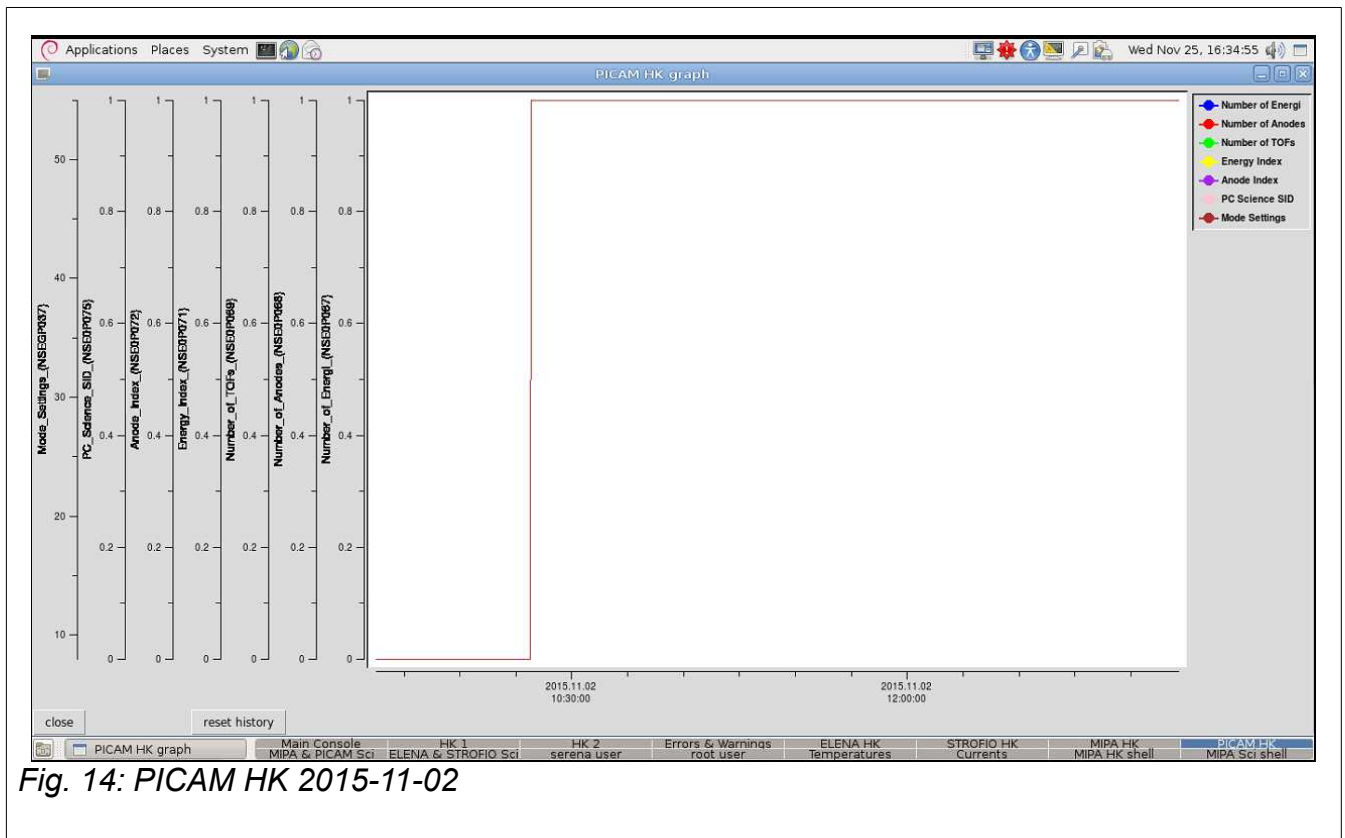 Applications Places System Wed Nov 25, 16:34:55
PICAM HK graph
1 1 1 1 1 1
50
0.8 0.8 0.8 0.8 0.8 0.8
40
0.6 0.6 0.6 0.6 0.6 0.6
30
0.4 0.4 0.4 0.4 0.4 0.4
20
0.2 0.2 0.2 0.2 0.2 0.2
10
0 0 0 0 0 0
Mode_Settings_(NSEGP037)
PC_Science_SID_(NSE0P075)
Anode_Index_(NSE0P072)
Energy_Index_(NSE0P071)
Number_of_TOFs_(NSE0P069)
Number_of_Anodes_(NSE0P068)
Number_of_Energi_(NSE0P067)
Number of Energi
Number of Anodes
Number of TOFs
Energy Index
Anode Index
PC Science SID
Mode Settings
2015.11.02 2015.11.02
10:30:00 12:00:00
close reset history
PICAM HK graph
Main Console HK 1 HK 2 Errors & Warnings ELENA HK STROFIO HK MIPA HK PICAM HK
MIPA & PICAM Sci ELENA & STROFIO Sci serena user root user Temperatures Currents MIPA HK shell MIPA Sci shell
Fig. 14: PICAM HK 2015-11-02